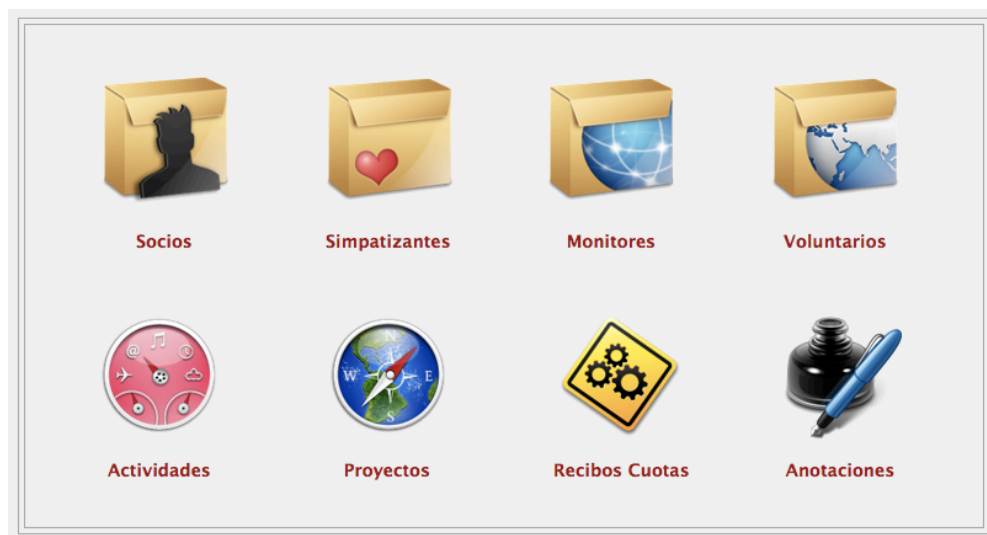 Socios
Simpatizantes
Monitores
Voluntarios
@
N
W
E
S
Actividades
Proyectos
Recibos Cuotas
Anotaciones